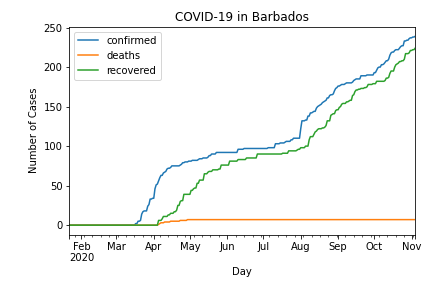 COVID-19 in Barbados
confirmed
deaths
recovered
Number of Cases
250
200
150
100
50
0
Feb Mar Apr May Jun Jul Aug Sep Oct Nov
2020
Day